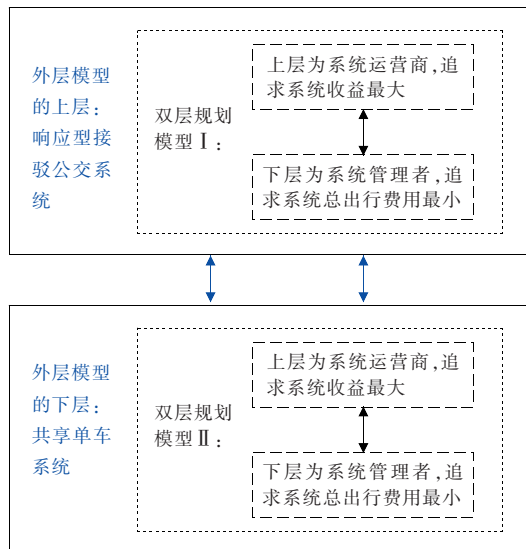 外层模型
的上层：
响应型接
驳公交系
统
双层规划
模型Ⅰ：
上层为系统运营商，追
求系统收益最大
下层为系统管理者，追
求系统总出行费用最小
外层模型
的下层：
共享单车
系统
双层规划
模型Ⅱ：
上层为系统运营商，追
求系统收益最大
下层为系统管理者，追
求系统总出行费用最小